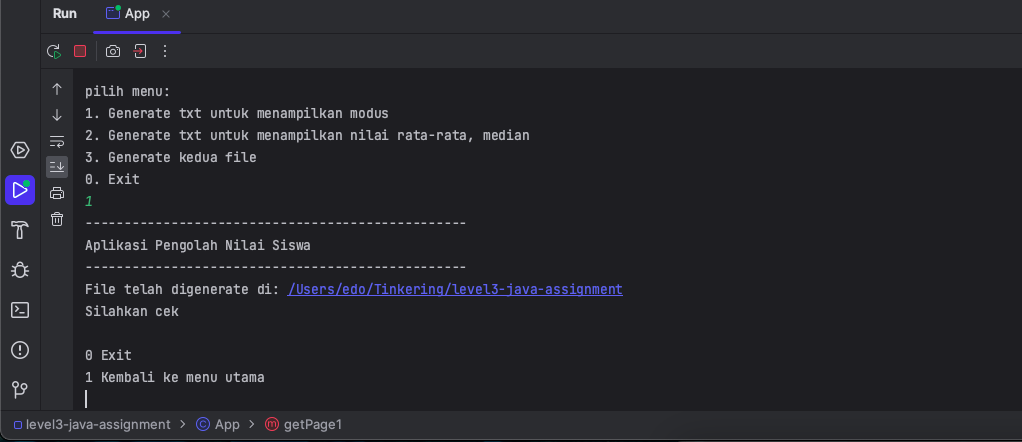 Run App
pilih menu:
1. Generate txt untuk menampilkan modus
2. Generate txt untuk menampilkan nilai rata-rata, median
3. Generate kedua file
0. Exit
1
-------------------------------------------------
Aplikasi Pengolah Nilai Siswa
-------------------------------------------------
File telah digenerate di: /Users/edo/Tinkering/level3-java-assignment
Silahkan cek
0 Exit
1 Kembali ke menu utama
level3-java-assignment > App > getPage1